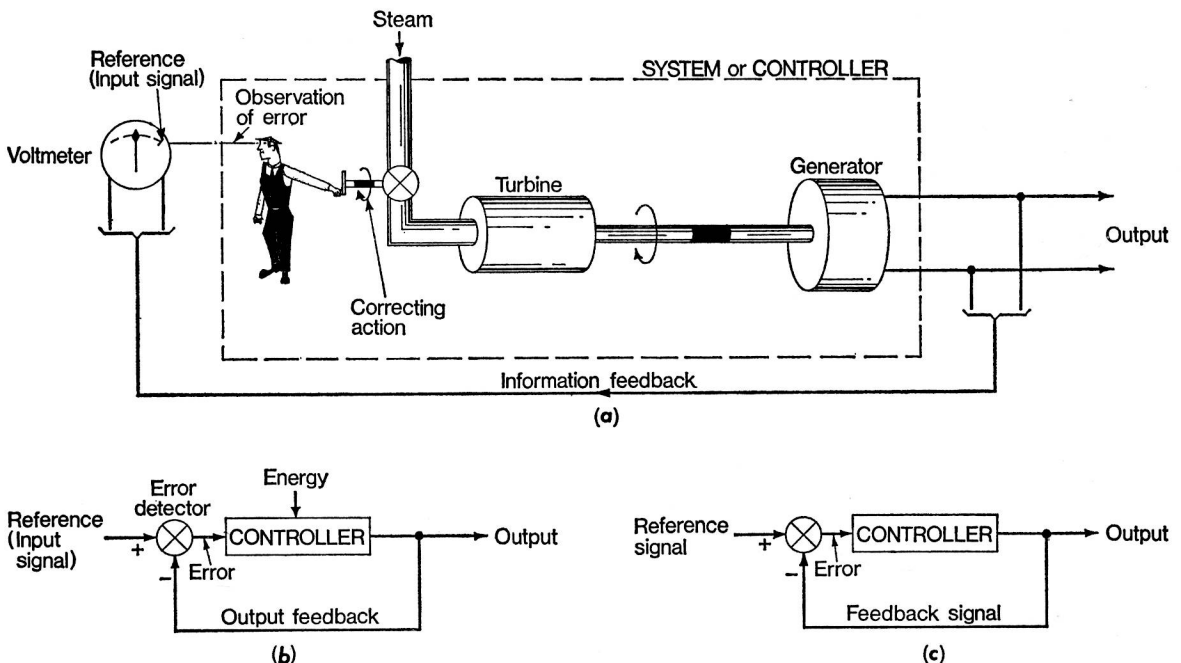 Steam
Reference
(Input signal)
SYSTEM or CONTROLLER
Observation
of error
Voltmeter
Turbine
Generator
Output
Correcting
action
Information feedback
(a)
Energy
Error
detector
Reference
(Input
signal)
+
−
CONTROLLER
Output
Error
Output feedback
(b)
Reference
signal
+
−
CONTROLLER
Output
Error
Feedback signal
(c)